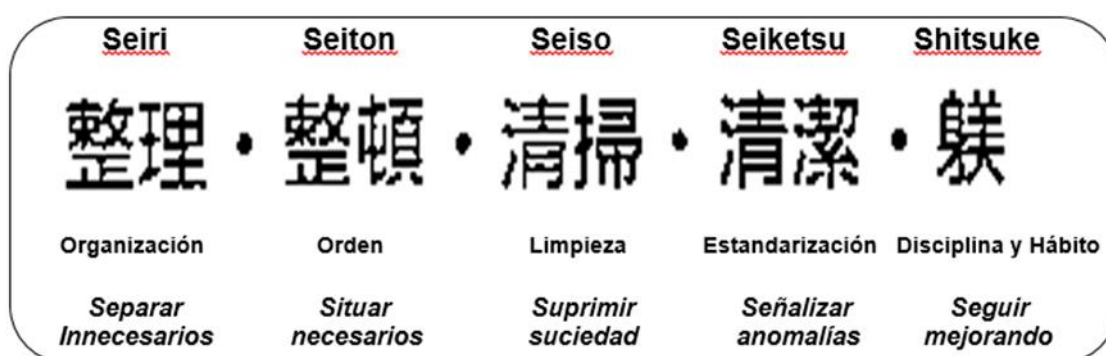 Seiri Seiton Seiso Seiketsu Shitsuke
整理・整頓・清掃・清潔・躾
Organización Orden Limpieza Estandarización Disciplina y Hábito
Separar Situar Suprimir Señalizar Seguir
Innecesarios necesarios suciedad anomalías mejorando